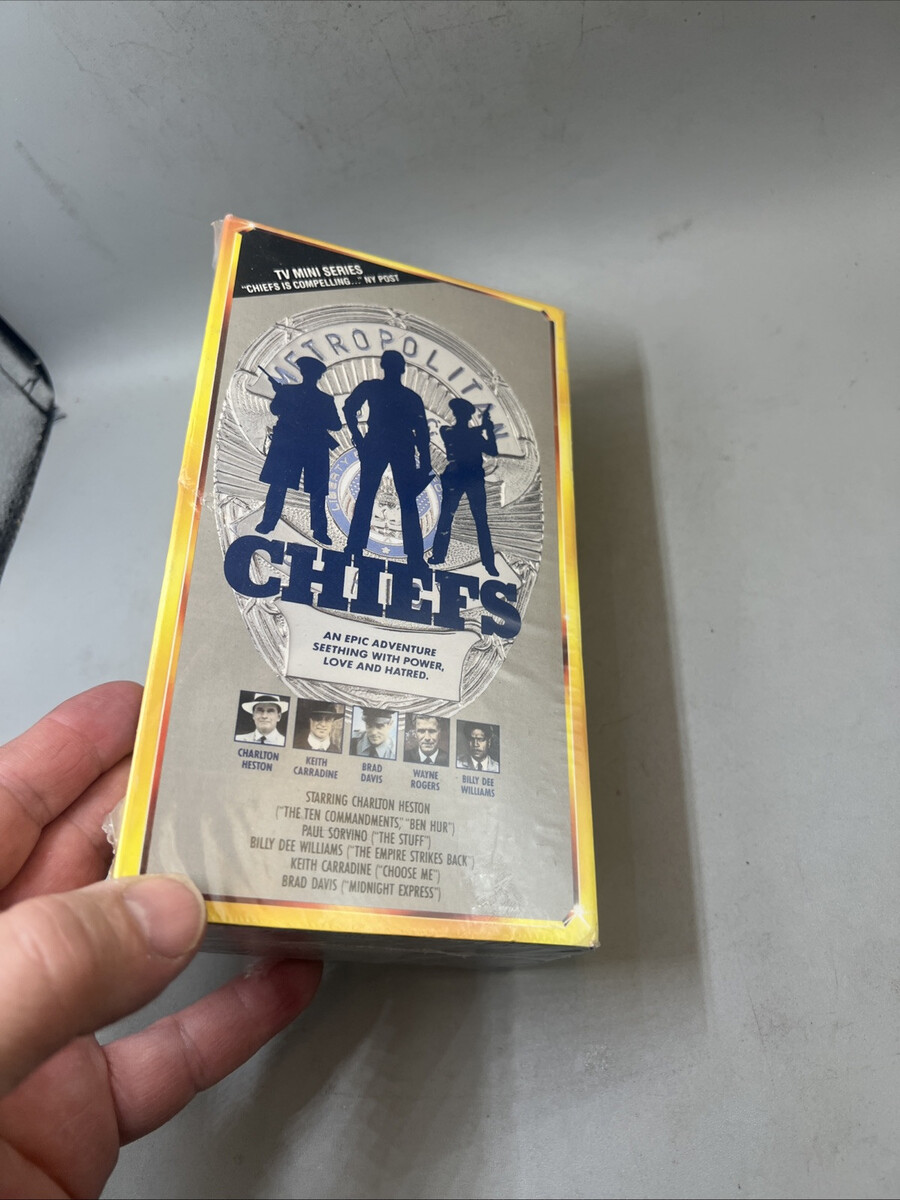 TV MINI SERIES
"CHIEFS IS COMPELLING..." NY POST
METROPOLITAN
LIBERTY
CHIEFS
AN EPIC ADVENTURE
SEETHING WITH POWER,
LOVE AND HATRED.
CHARLTON
HESTON
KEITH
CARRADINE
BRAD
DAVIS
WAYNE
ROGERS
BILLY DEE
WILLIAMS
STARRING CHARLTON HESTON
("THE TEN COMMANDMENTS," "BEN HUR")
PAUL SORVINO ("THE STUFF")
BILLY DEE WILLIAMS ("THE EMPIRE STRIKES BACK")
KEITH CARRADINE ("CHOOSE ME")
BRAD DAVIS ("MIDNIGHT EXPRESS")